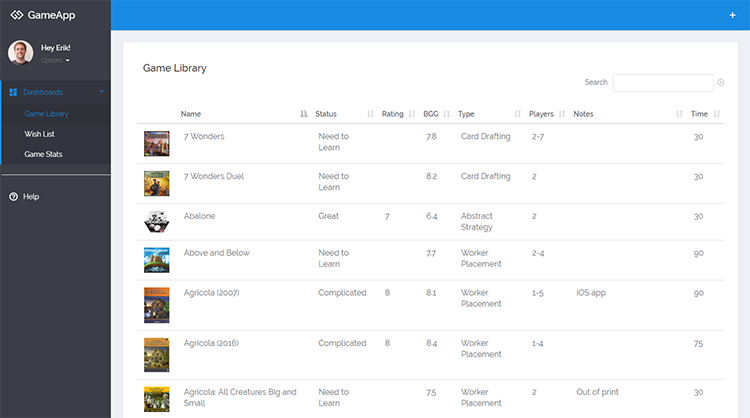 GameApp
+
Hey Erik!
Options
Dashboards
Game Library
Wish List
Game Stats
Help
Game Library
Search:
Name Status Rating BGG Type Players Notes Time
7 Wonders Need to Learn 7.8 Card Drafting 2-7 30
7 Wonders Duel Need to Learn 8.2 Card Drafting 2 30
Abalone Great 7 6.4 Abstract Strategy 2 30
Above and Below Need to Learn 7.7 Worker Placement 2-4 90
Agricola (2007) Complicated 8 8.1 Worker Placement 1-5 iOS app 90
Agricola (2016) Complicated 8 8.4 Worker Placement 1-4 75
Agricola: All Creatures Big and Small Need to Learn 7.5 Worker Placement 2 Out of print 30